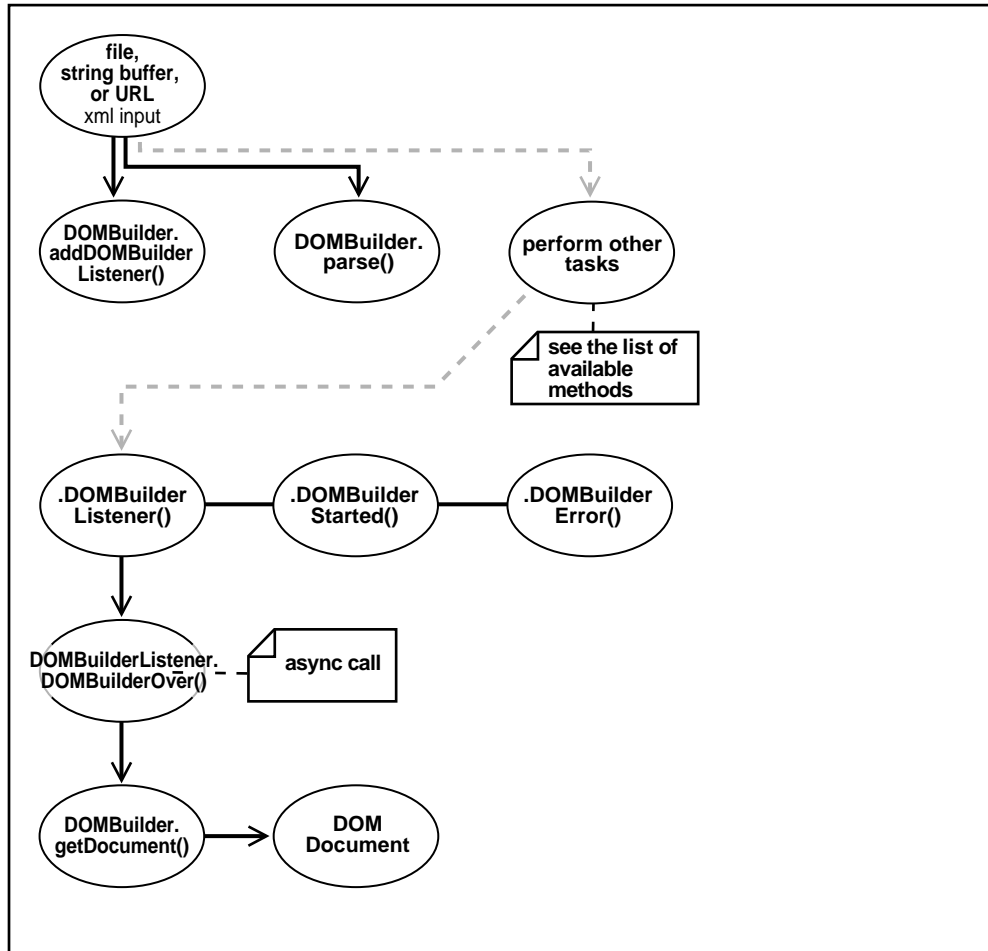 file,
string buffer,
or URL
xml input
DOMBuilder.
addDOMBuilder
Listener()
DOMBuilder.
parse()
perform other
tasks
see the list of
available
methods
.DOMBuilder
Listener()
.DOMBuilder
Started()
.DOMBuilder
Error()
DOMBuilderListener.
DOMBuilderOver()
async call
DOMBuilder.
getDocument()
DOM
Document